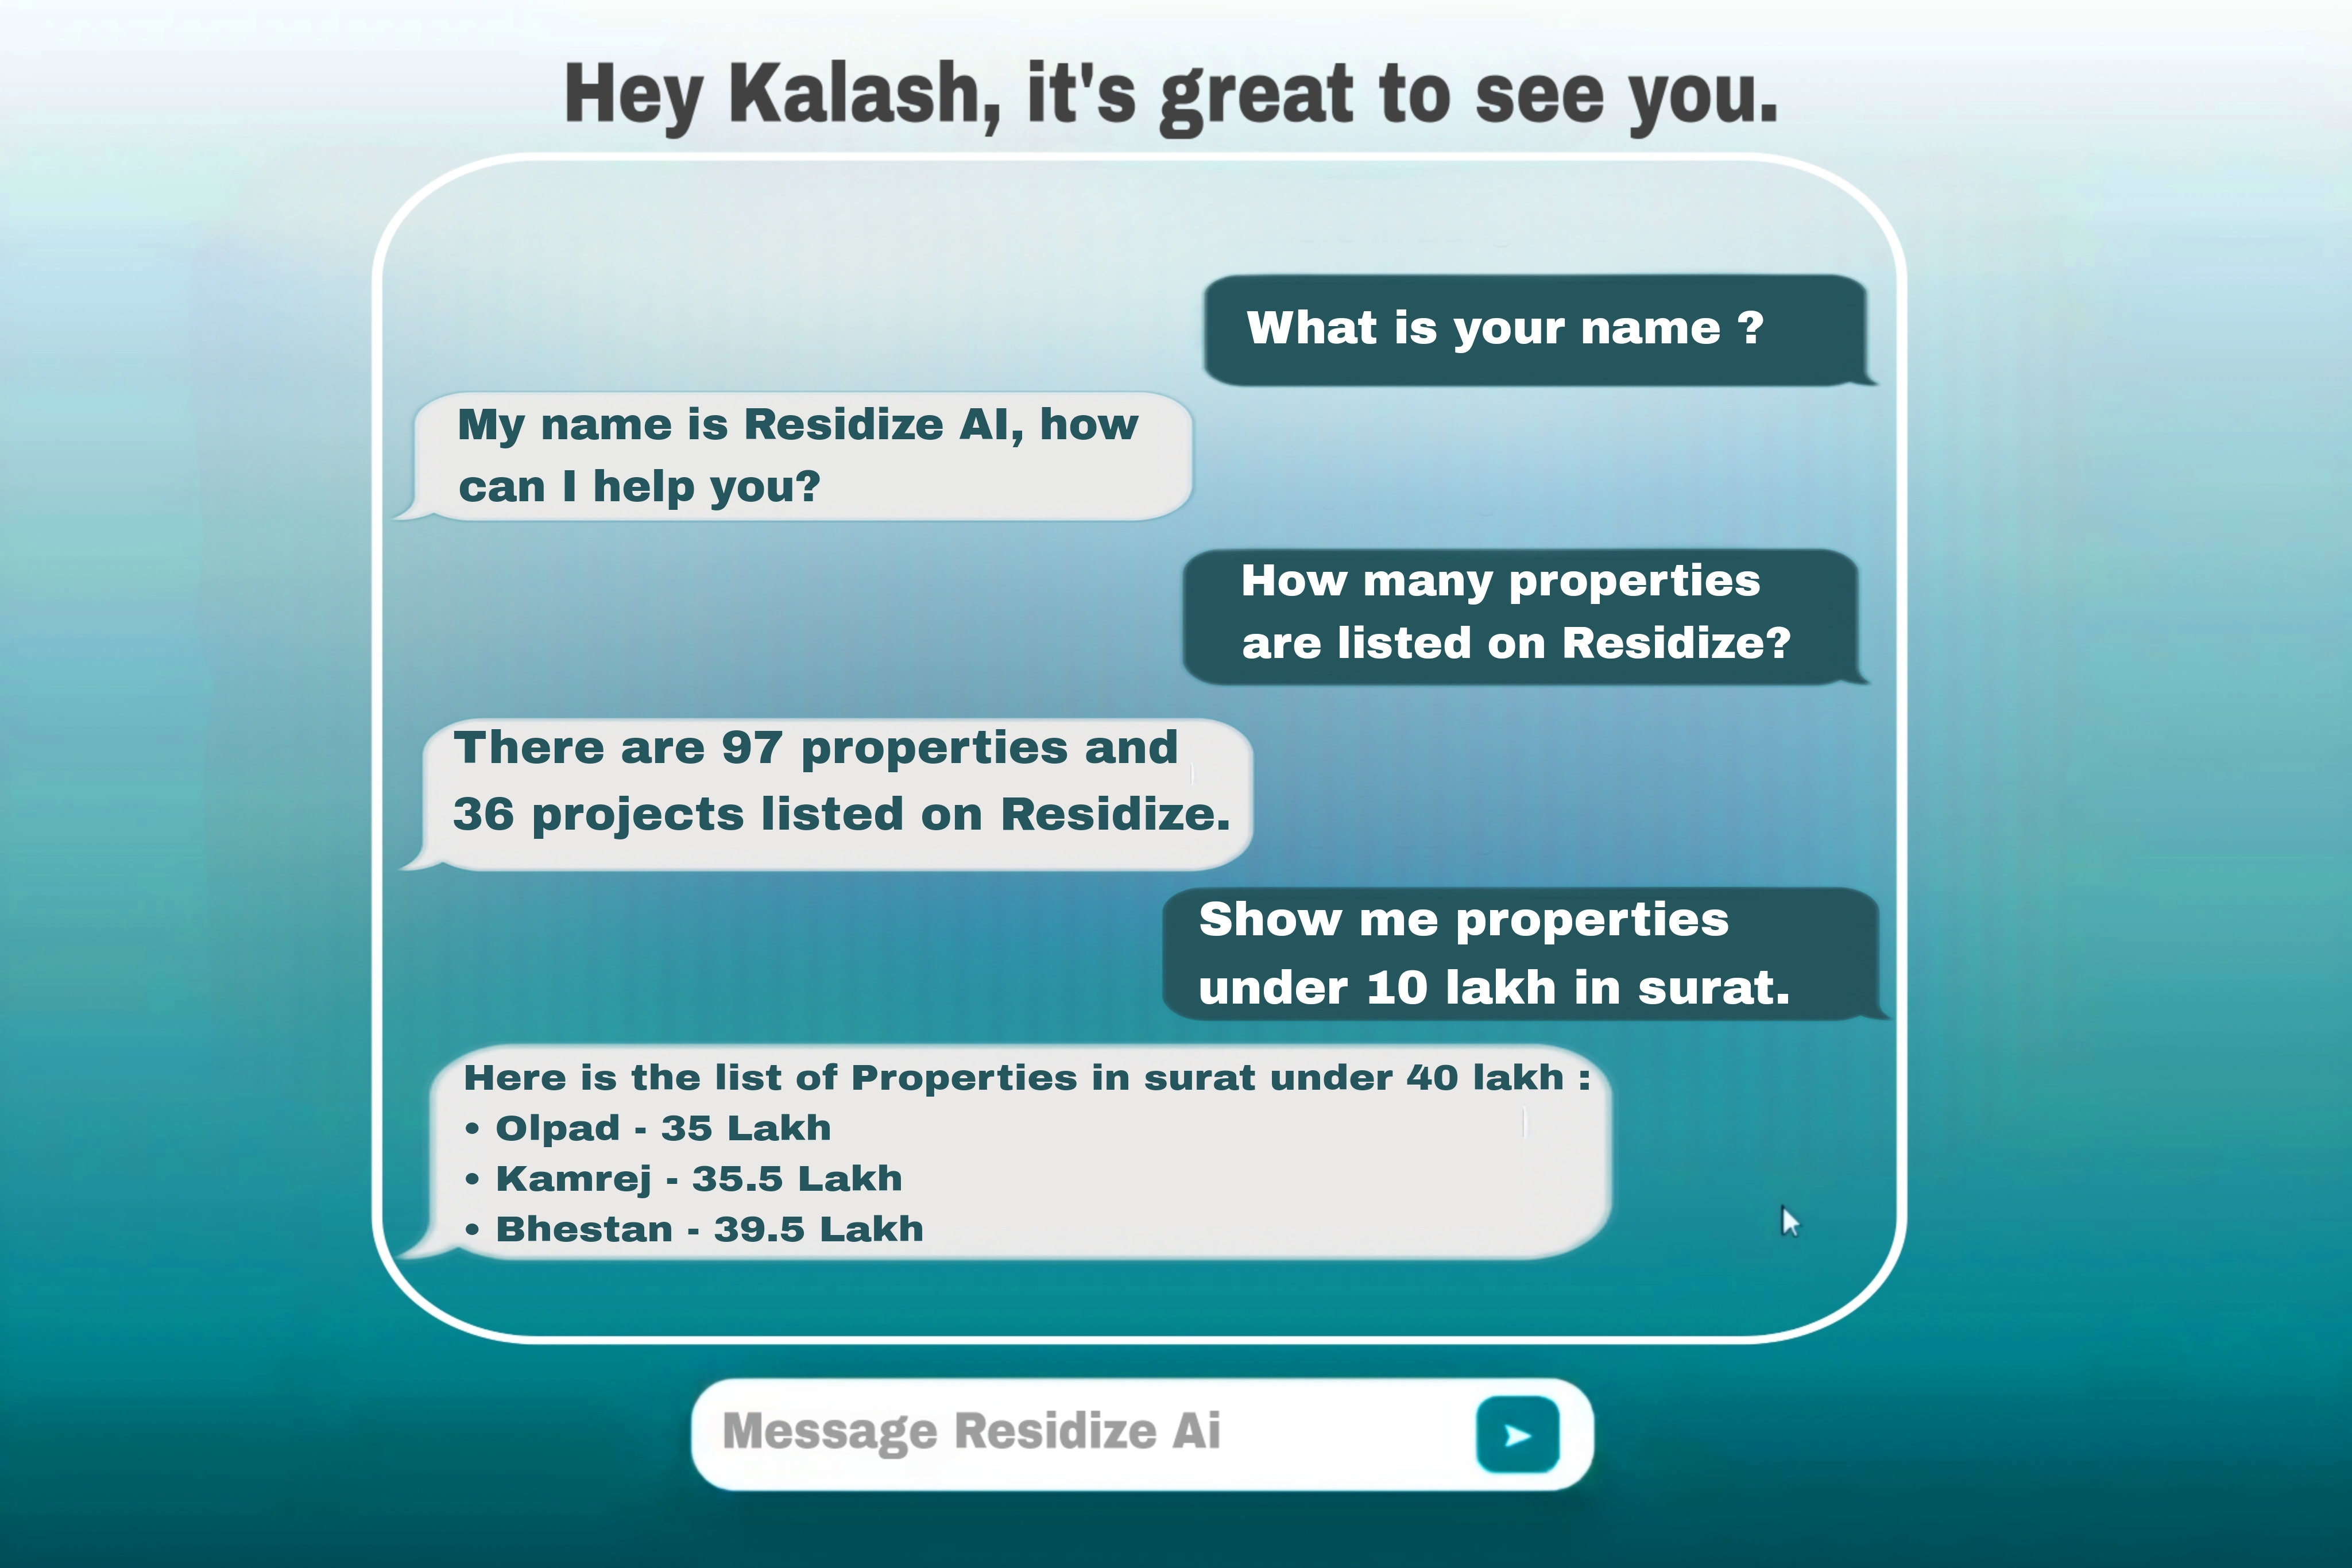 Hey Kalash, it's great to see you.
What is your name ?
My name is Residize AI, how
can I help you?
How many properties
are listed on Residize?
There are 97 properties and
36 projects listed on Residize.
Show me properties
under 10 lakh in surat.
Here is the list of Properties in surat under 40 lakh :
• Olpad - 35 Lakh
• Kamrej - 35.5 Lakh
• Bhestan - 39.5 Lakh
Message Residize Ai